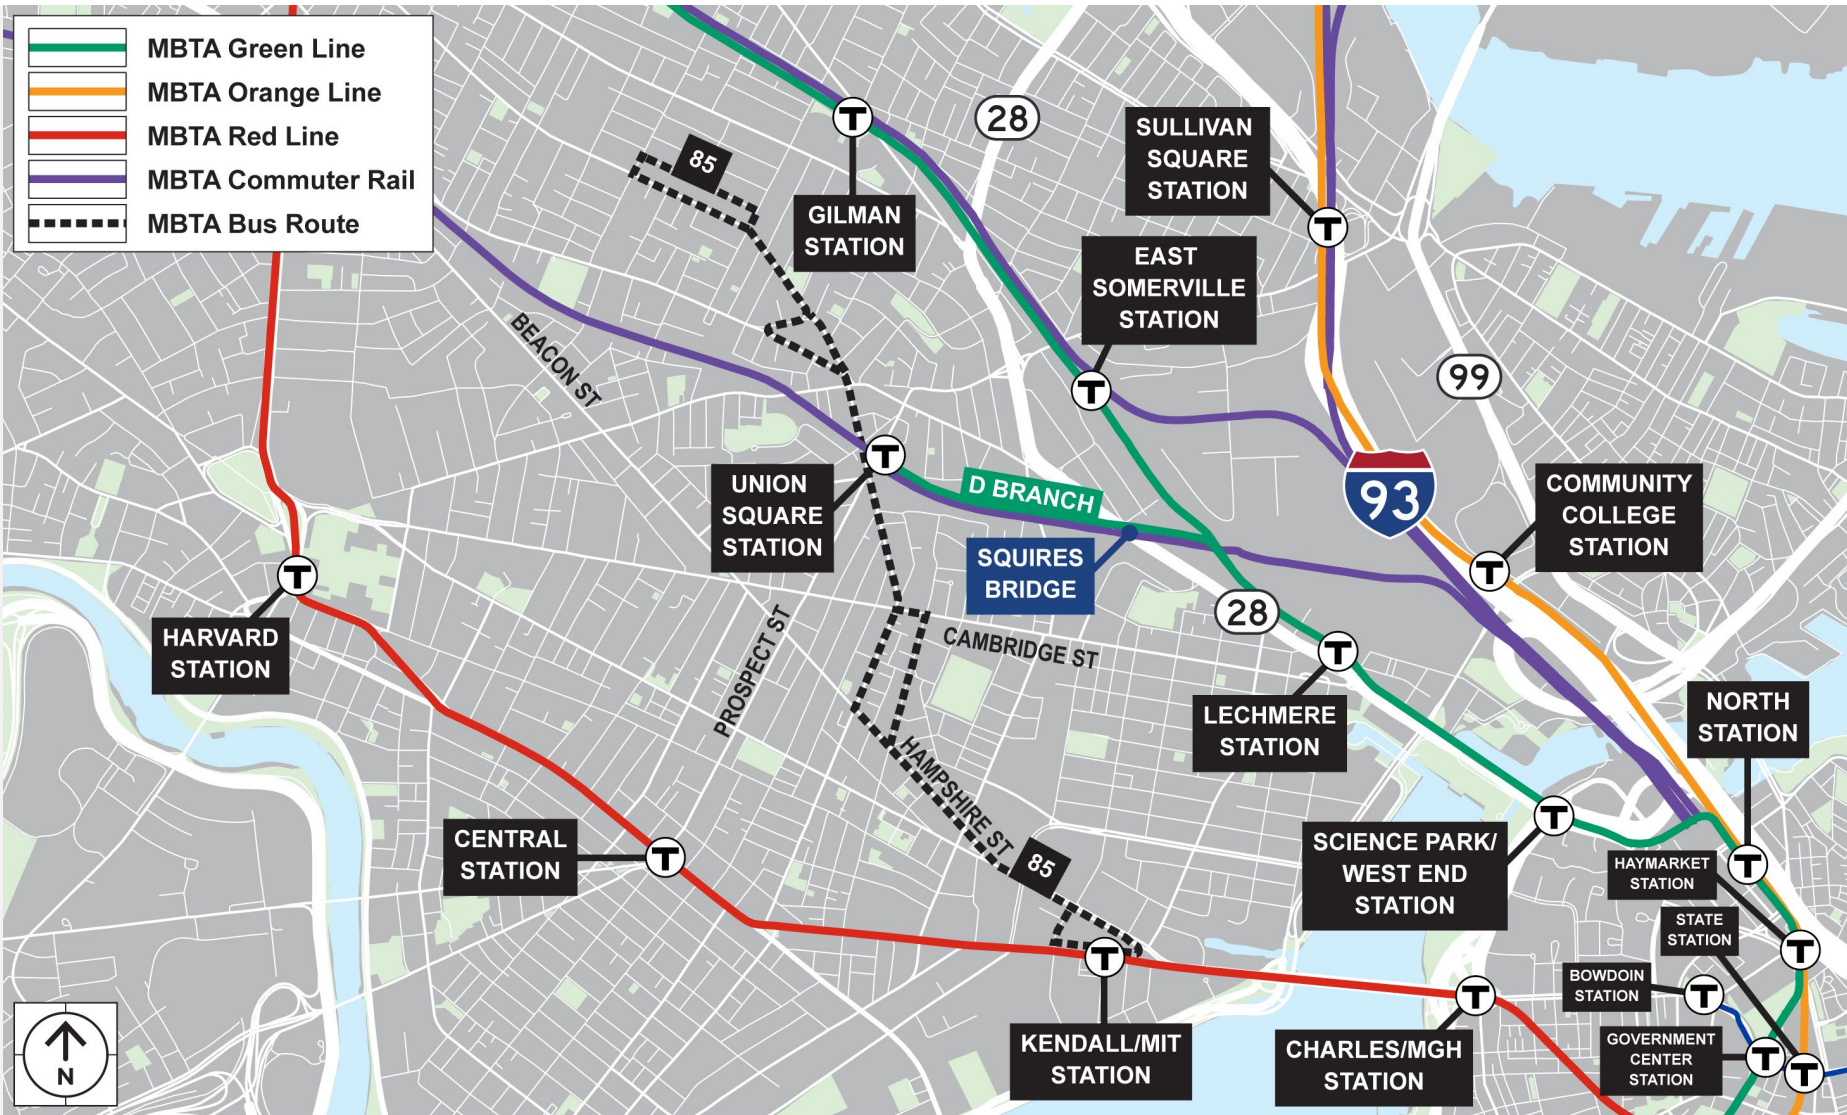 MBTA Green Line
MBTA Orange Line
MBTA Red Line
MBTA Commuter Rail
MBTA Bus Route
85
T
GILMAN
STATION
28
SULLIVAN
SQUARE
STATION
T
EAST
SOMERVILLE
STATION
T
99
BEACON ST
T
UNION
SQUARE
STATION
D BRANCH
SQUIRES
BRIDGE
93
COMMUNITY
COLLEGE
STATION
T
T
HARVARD
STATION
PROSPECT ST
CAMBRIDGE ST
28
T
LECHMERE
STATION
NORTH
STATION
T
HAMPSHIRE ST
85
CENTRAL
STATION
T
T
SCIENCE PARK/
WEST END
STATION
HAYMARKET
STATION
T
STATE
STATION
T
BOWDOIN
STATION
T
GOVERNMENT
CENTER
STATION
T
T
KENDALL/MIT
STATION
T
CHARLES/MGH
STATION
N